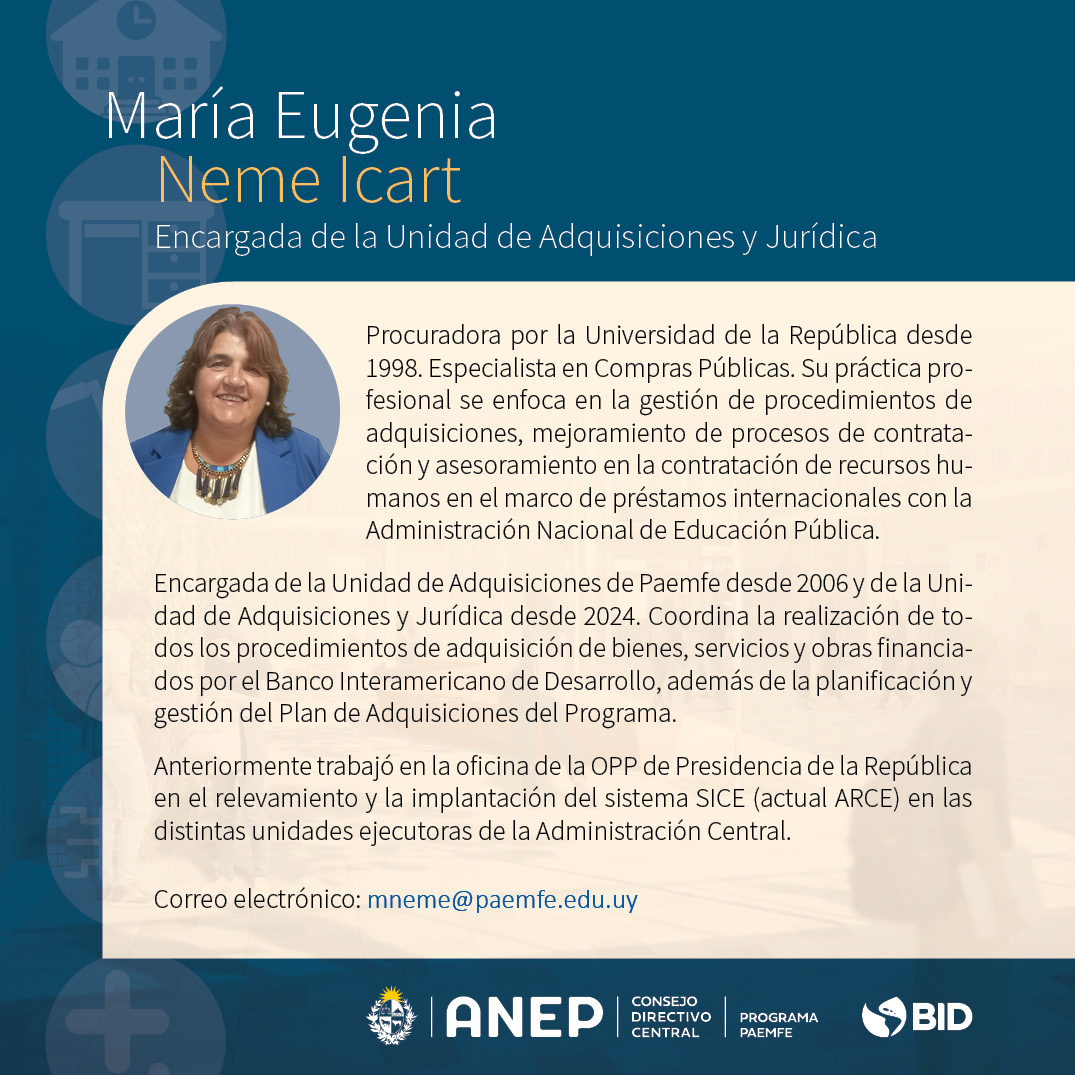 María Eugenia
Neme Icart
Encargada de la Unidad de Adquisiciones y Jurídica
Procuradora por la Universidad de la República desde
1998. Especialista en Compras Públicas. Su práctica pro-
fesional se enfoca en la gestión de procedimientos de
adquisiciones, mejoramiento de procesos de contrata-
ción y asesoramiento en la contratación de recursos hu-
manos en el marco de préstamos internacionales con la
Administración Nacional de Educación Pública.
Encargada de la Unidad de Adquisiciones de Paemfe desde 2006 y de la Uni-
dad de Adquisiciones y Jurídica desde 2024. Coordina la realización de to-
dos los procedimientos de adquisición de bienes, servicios y obras financia-
dos por el Banco Interamericano de Desarrollo, además de la planificación y
gestión del Plan de Adquisiciones del Programa.
Anteriormente trabajó en la oficina de la OPP de Presidencia de la República
en el relevamiento y la implantación del sistema SICE (actual ARCE) en las
distintas unidades ejecutoras de la Administración Central.
Correo electrónico: mneme@paemfe.edu.uy
ANEP
CONSEJO
DIRECTIVO
CENTRAL
PROGRAMA
PAEMFE
BID